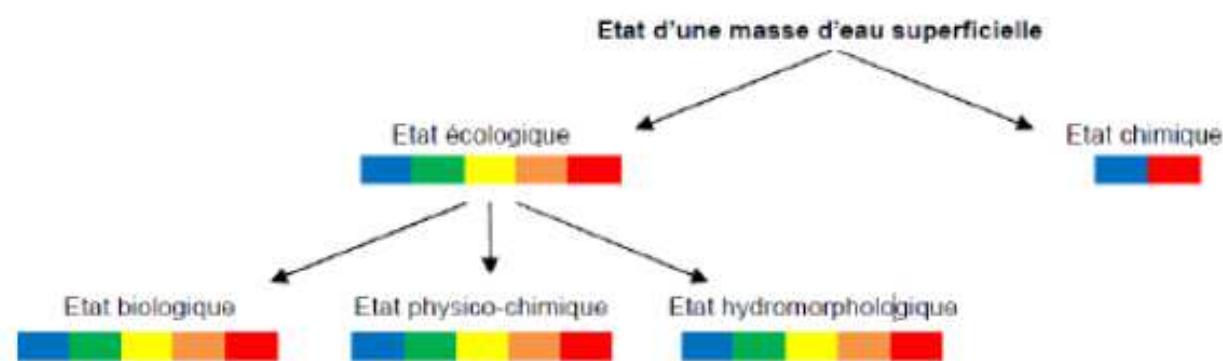 Etat d'une masse d'eau superficielle
Etat écologique
Etat chimique
Etat biologique
Etat physico-chimique
Etat hydromorphologique